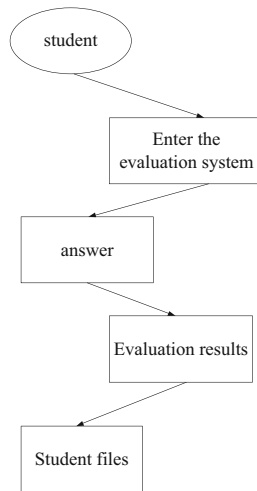 student
Enter the
evaluation system
answer
Evaluation results
Student files